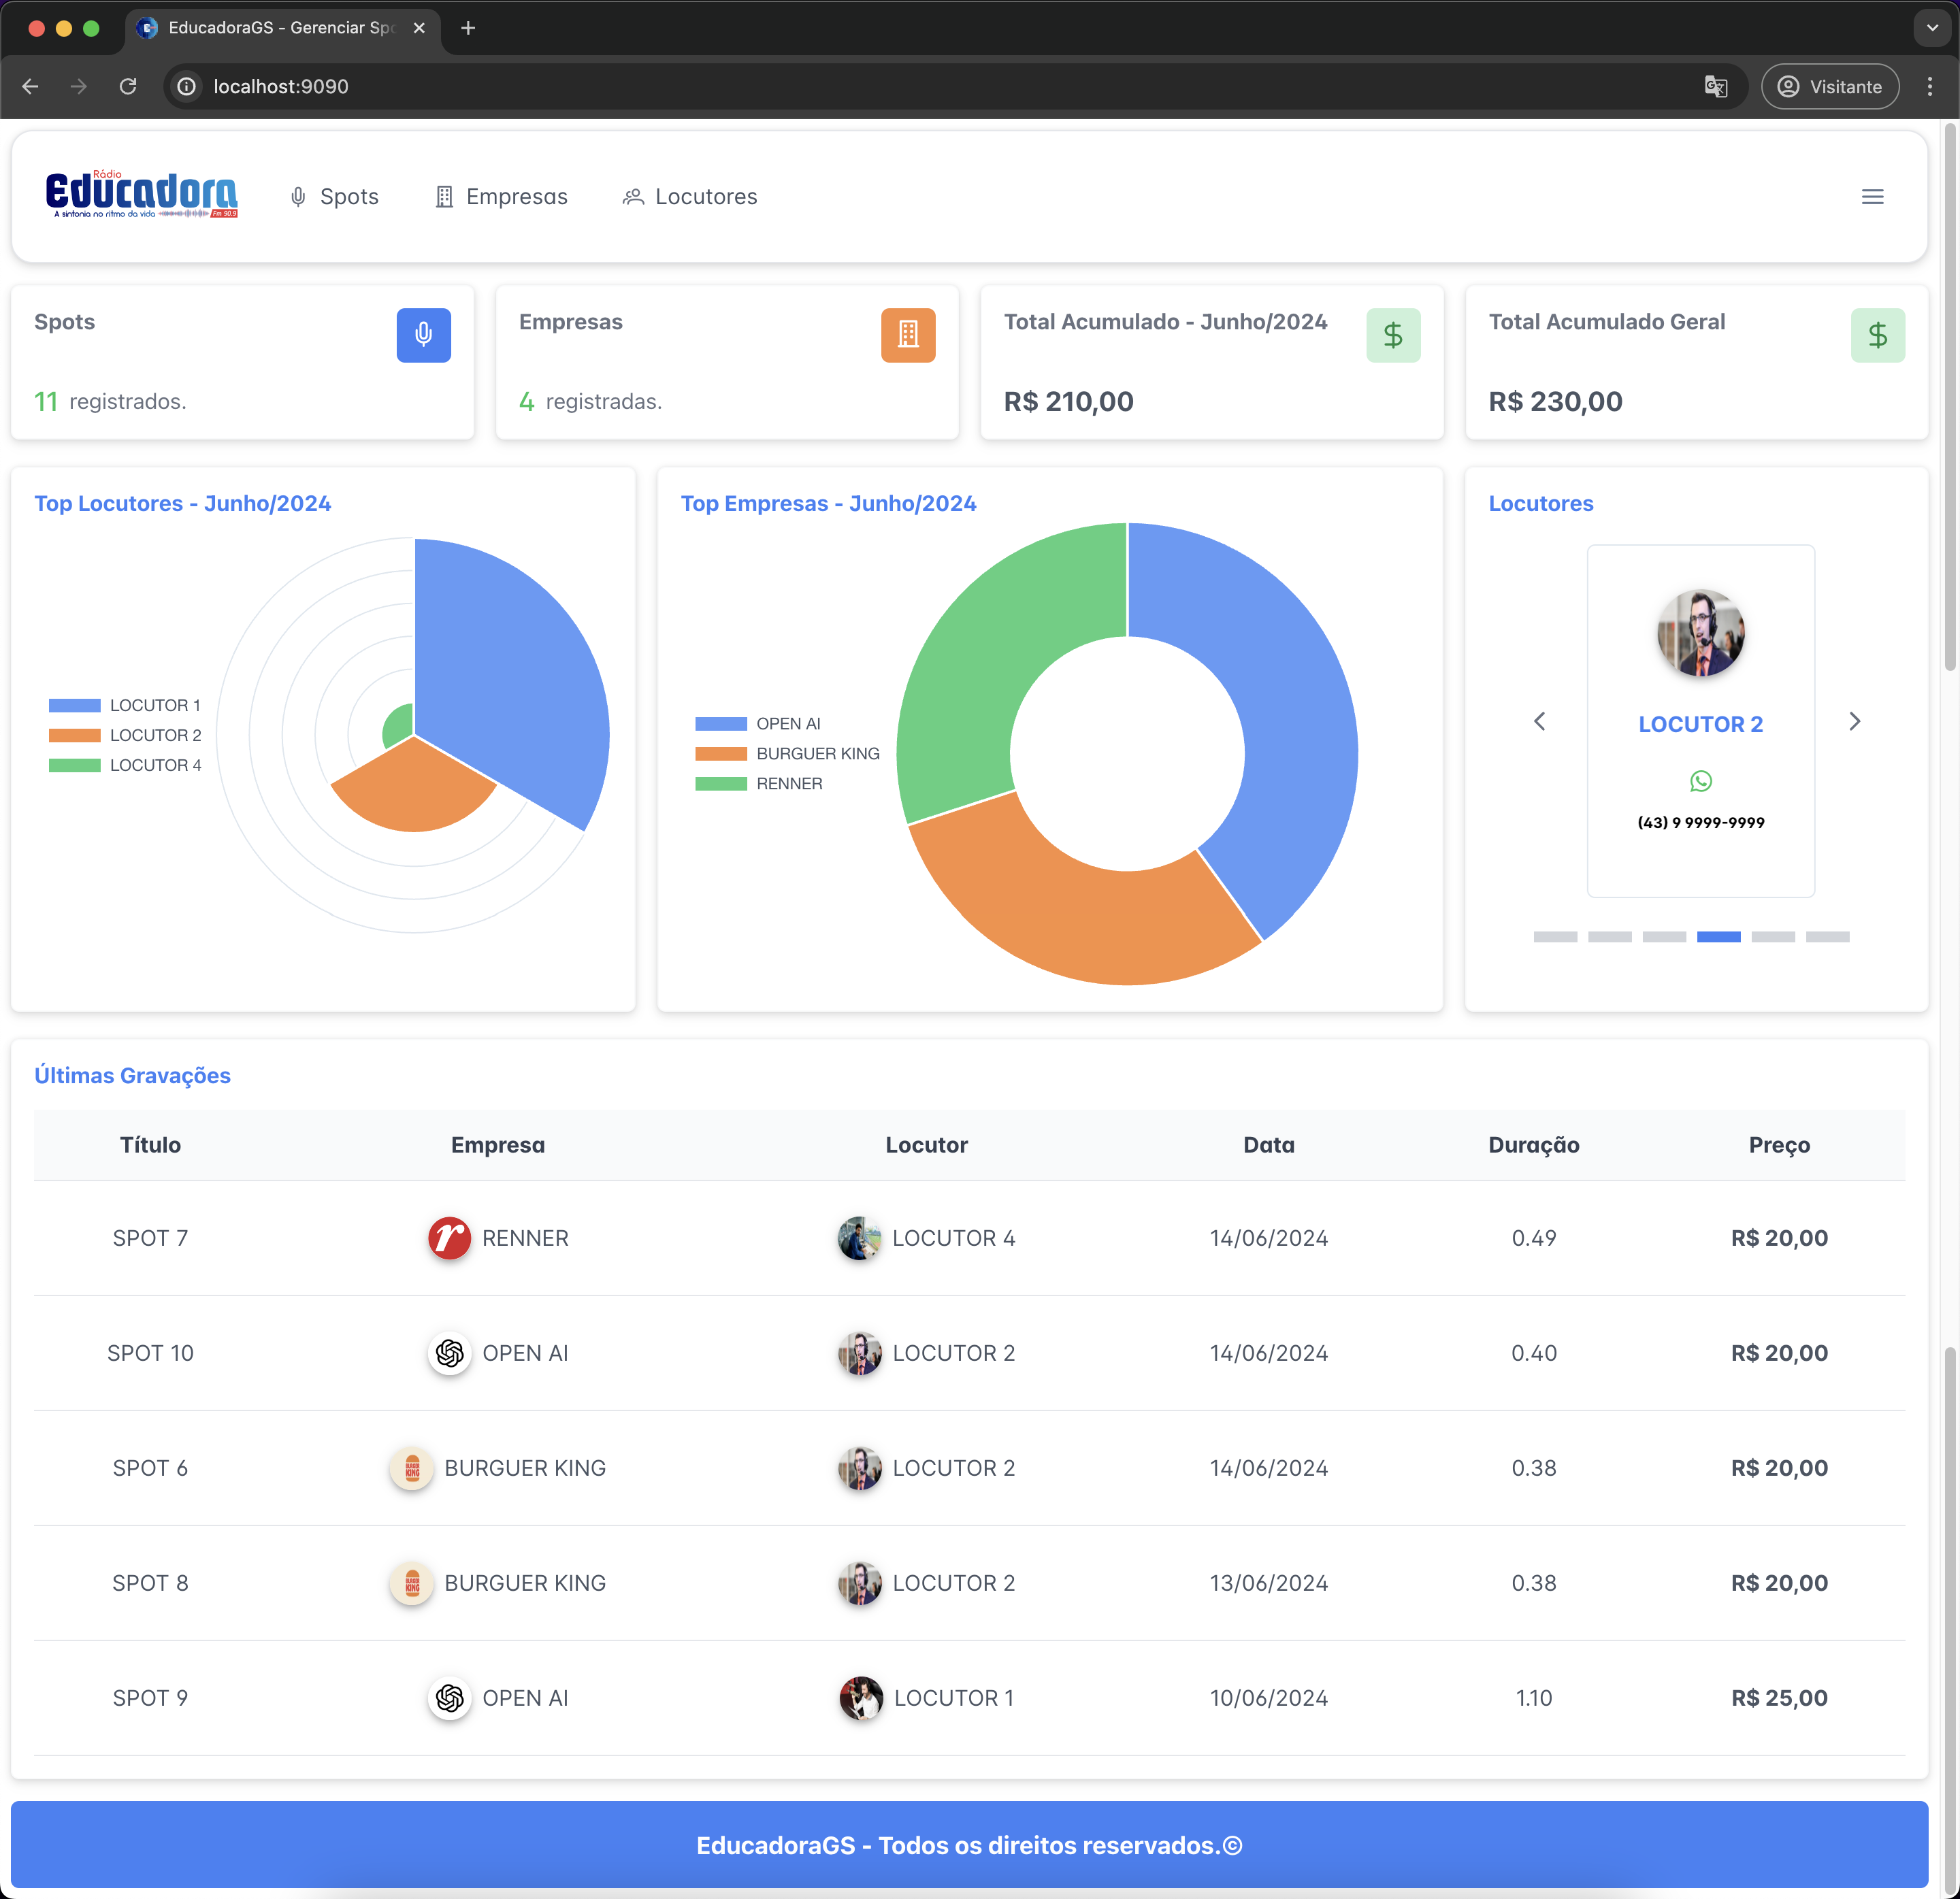 EducadoraGS - Gerenciar Spo
localhost:9090
Visitante
Rádio
Educadora
A sintonia no ritmo da vida Fm 90.9
Spots
Empresas
Locutores
Spots
11 registrados.
Empresas
4 registradas.
Total Acumulado - Junho/2024
$
R$ 210,00
Total Acumulado Geral
$
R$ 230,00
Top Locutores - Junho/2024
LOCUTOR 1
LOCUTOR 2
LOCUTOR 4
Top Empresas - Junho/2024
OPEN AI
BURGUER KING
RENNER
Locutores
LOCUTOR 2
(43) 9 9999-9999
Últimas Gravações
Título Empresa Locutor Data Duração Preço
SPOT 7 RENNER LOCUTOR 4 14/06/2024 0.49 R$ 20,00
SPOT 10 OPEN AI LOCUTOR 2 14/06/2024 0.40 R$ 20,00
SPOT 6 BURGUER KING LOCUTOR 2 14/06/2024 0.38 R$ 20,00
SPOT 8 BURGUER KING LOCUTOR 2 13/06/2024 0.38 R$ 20,00
SPOT 9 OPEN AI LOCUTOR 1 10/06/2024 1.10 R$ 25,00
EducadoraGS - Todos os direitos reservados.©